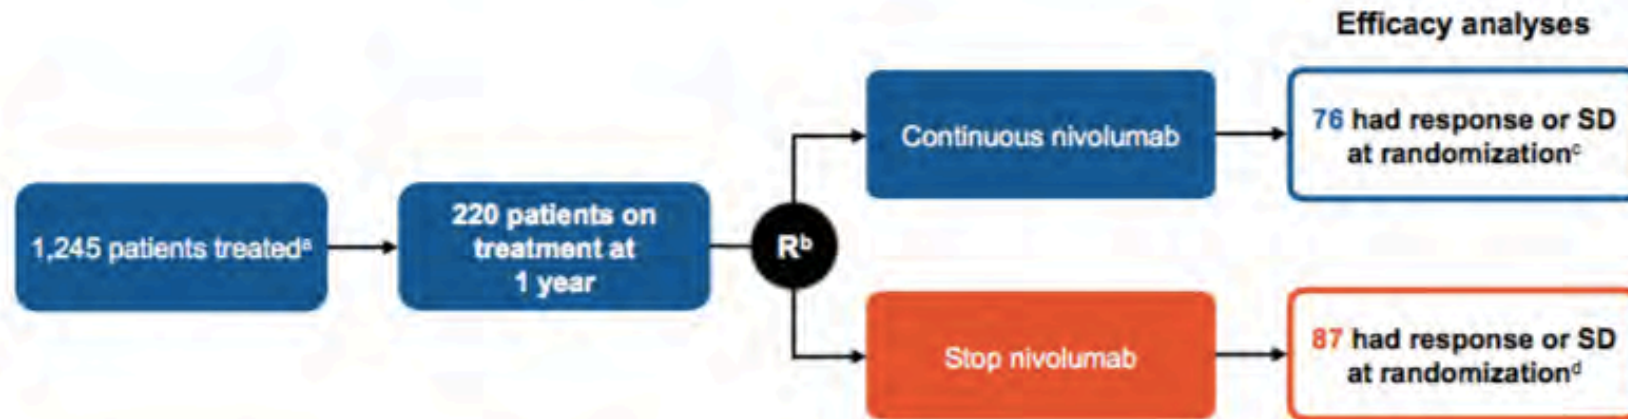 Efficacy analyses
1,245 patients treatedᵃ
220 patients on
treatment at
1 year
Rᵇ
Continuous nivolumab
76 had response or SD
at randomizationᶜ
Stop nivolumab
87 had response or SD
at randomizationᵈ